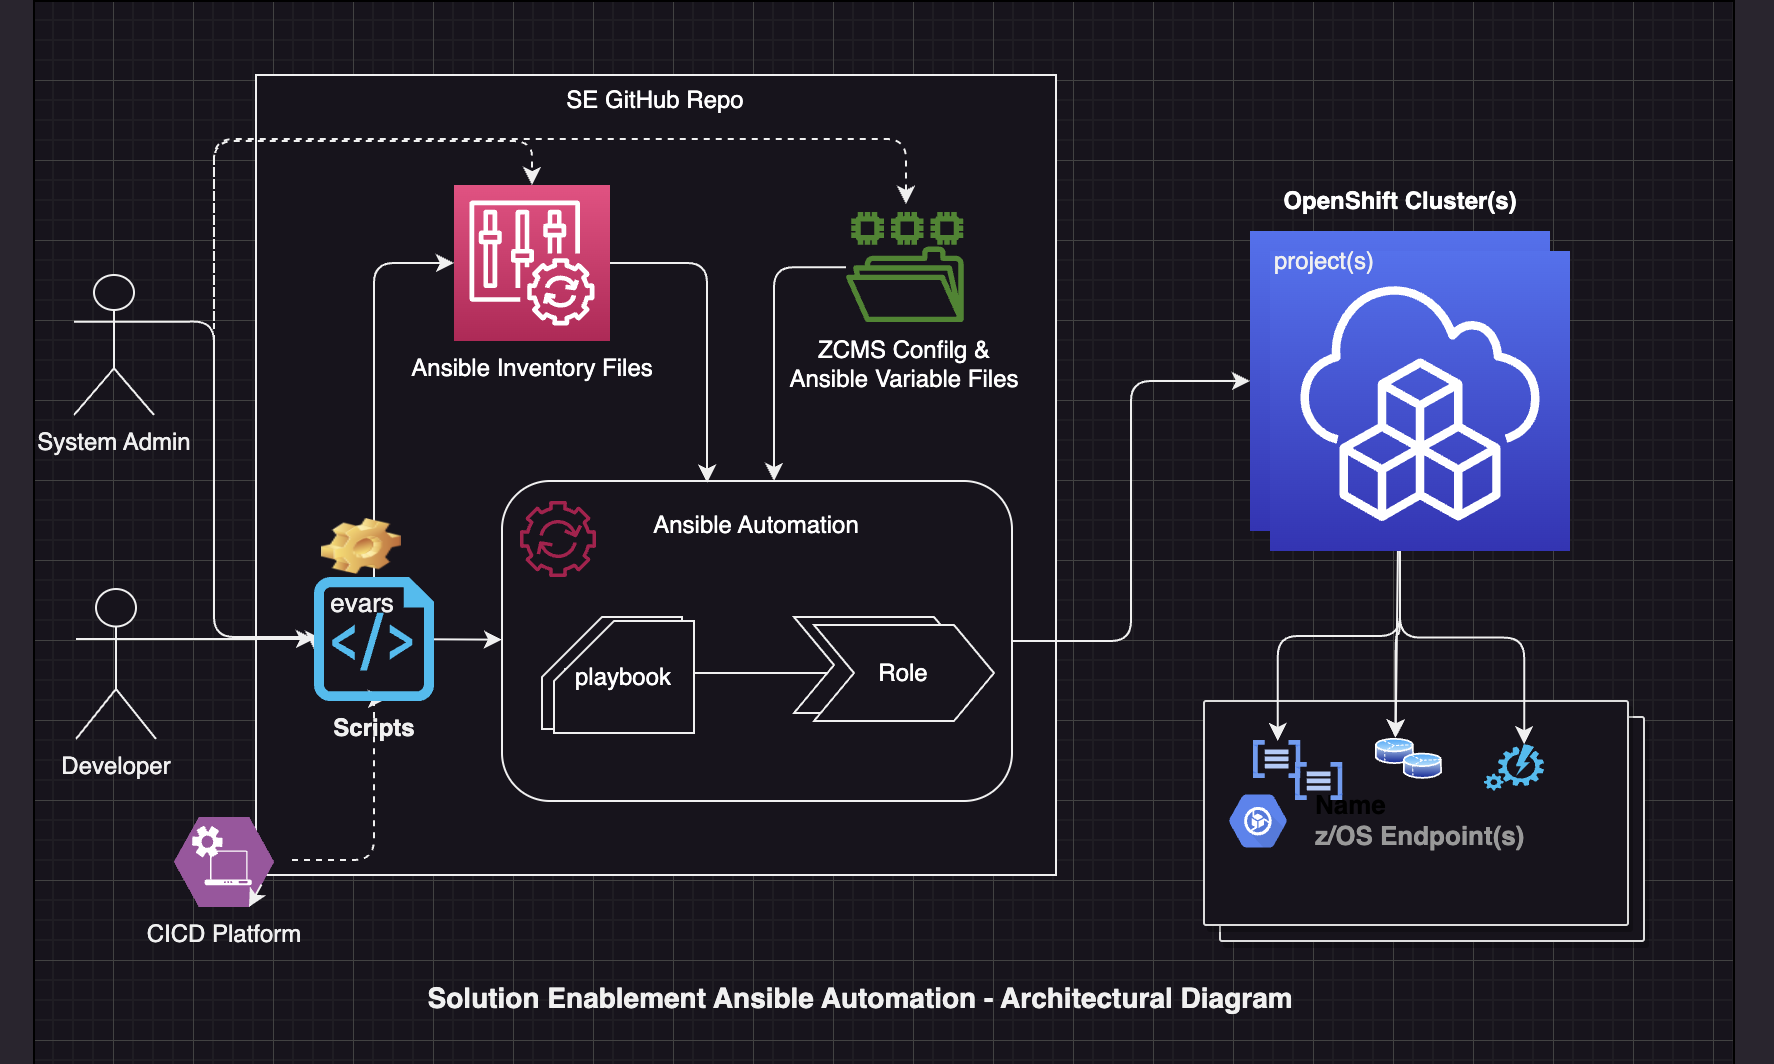 SE GitHub Repo
OpenShift Cluster(s)
project(s)
Ansible Inventory Files
ZCMS Confilg &
Ansible Variable Files
System Admin
Ansible Automation
evars
</>
playbook
Role
Scripts
Developer
Name
z/OS Endpoint(s)
CICD Platform
Solution Enablement Ansible Automation - Architectural Diagram